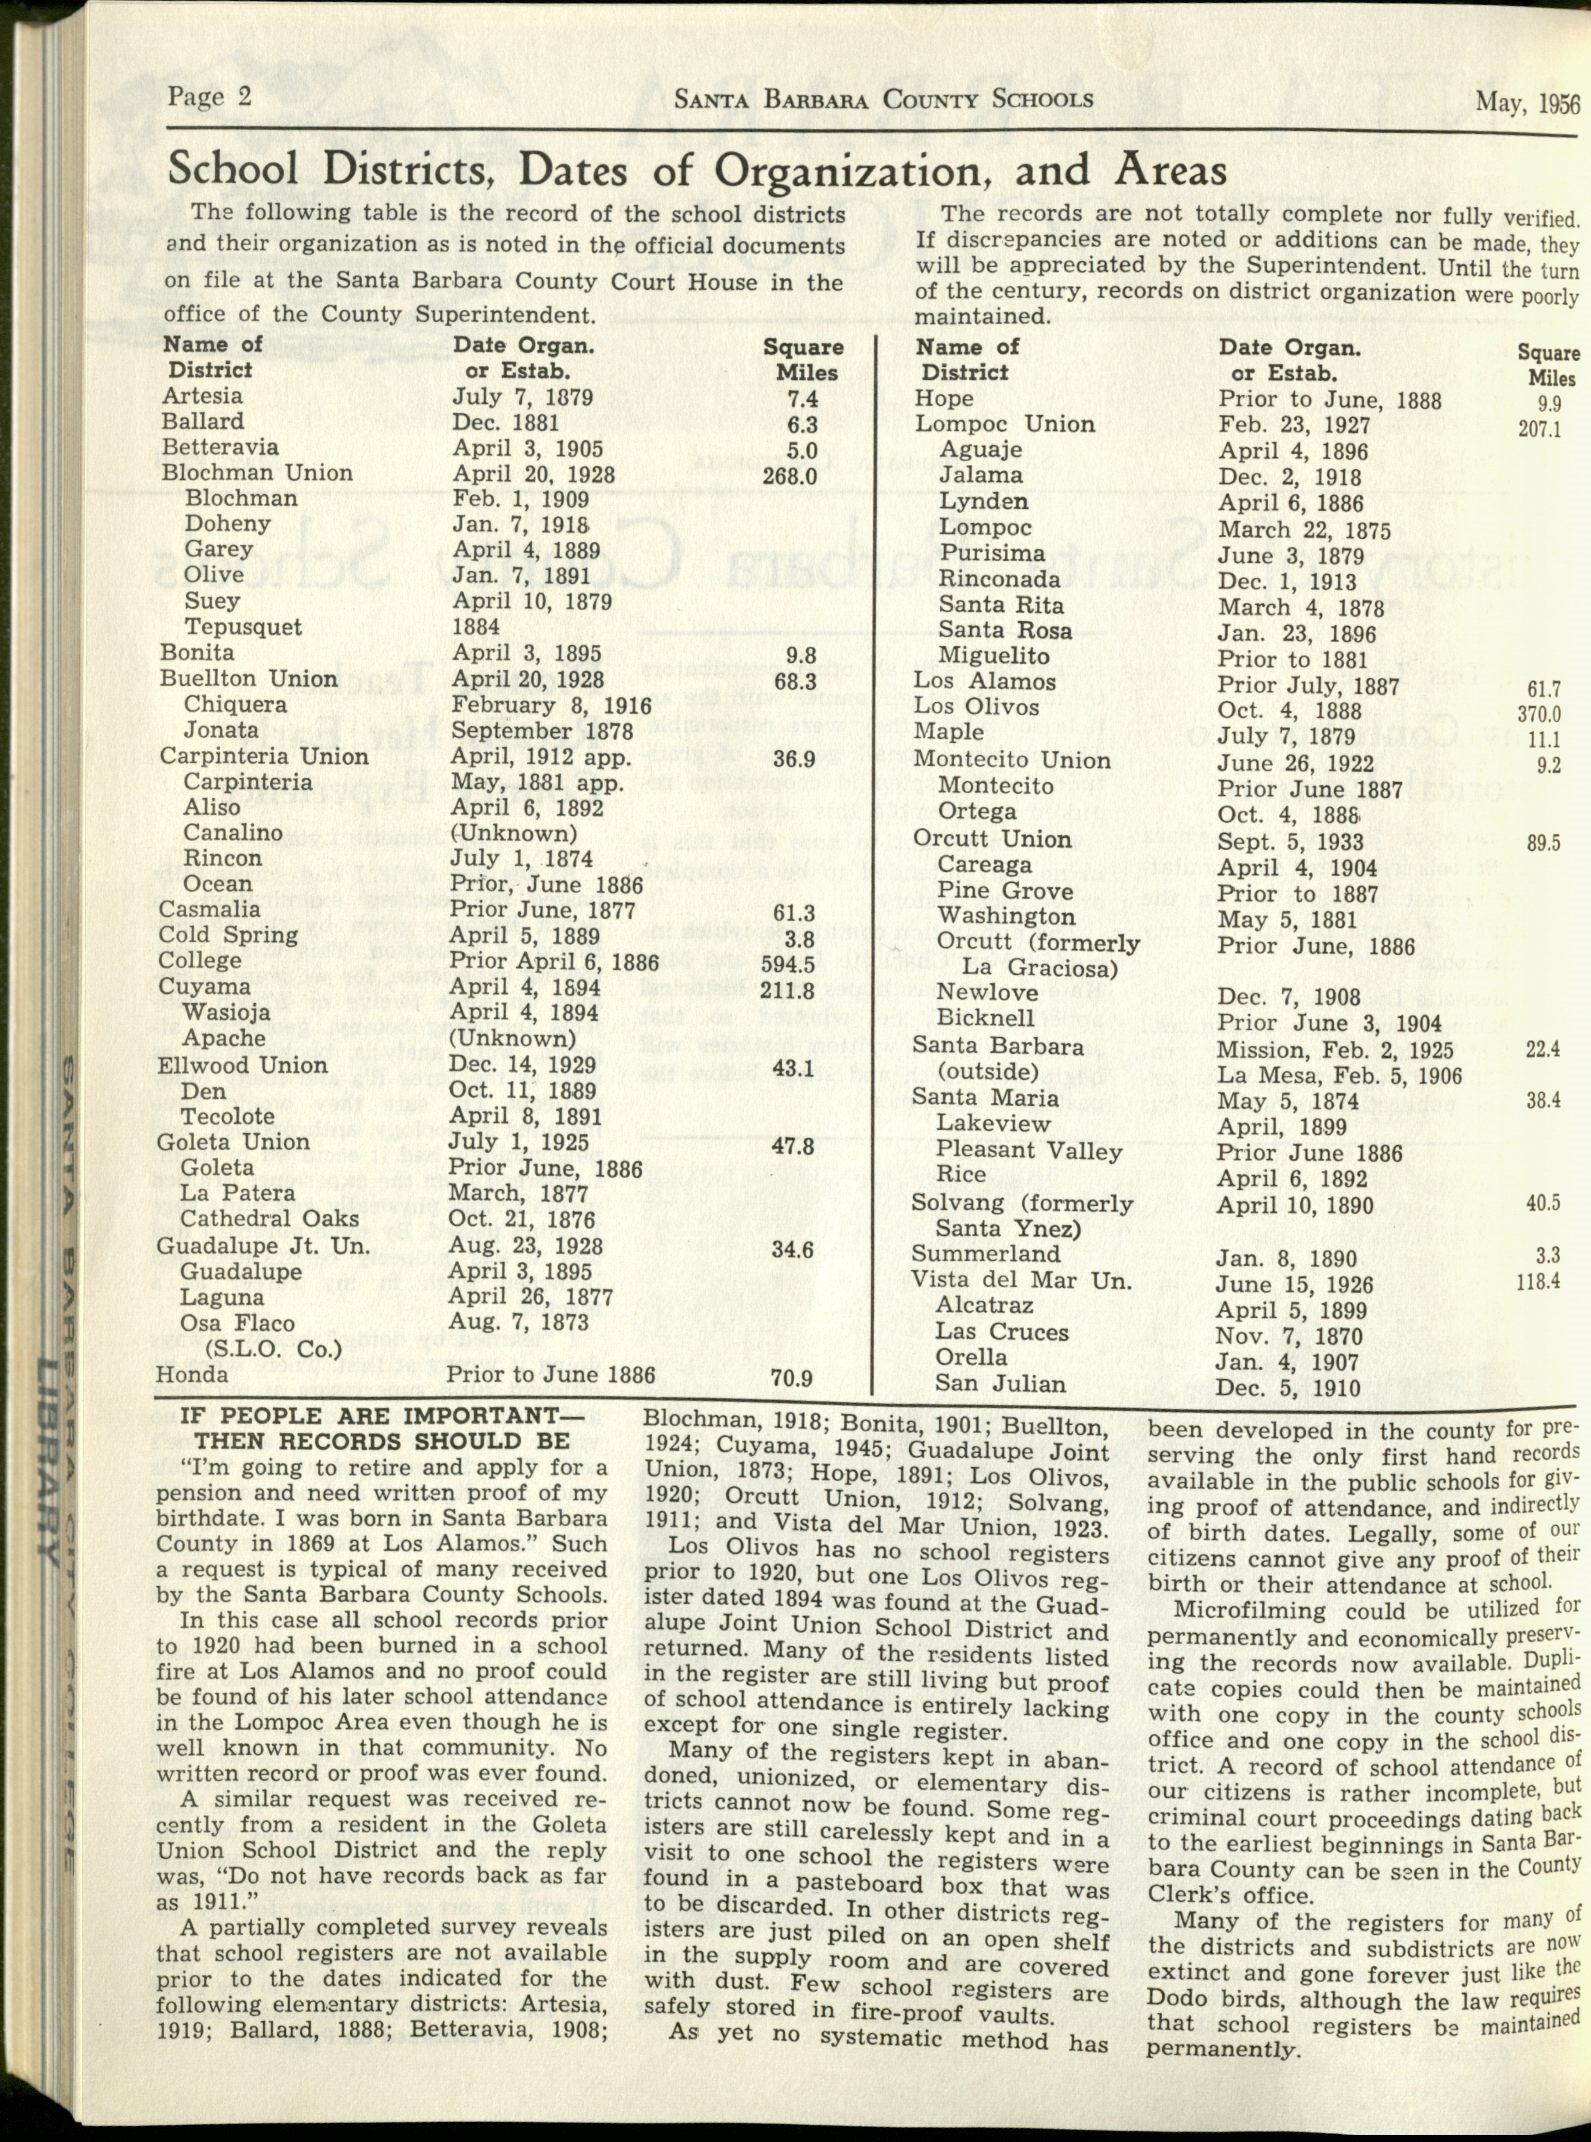 Page 2
SANTA BARBARA COUNTY SCHOOLS
May, 1956
School Districts, Dates of Organization, and Areas
The following table is the record of the school districts
and their organization as is noted in the official documents
on file at the Santa Barbara County Court House in the
office of the County Superintendent.
The records are not totally complete nor fully verified.
If discrepancies are noted or additions can be made, they
will be appreciated by the Superintendent. Until the turn
of the century, records on district organization were poorly
maintained.
Name of Date Organ. Square
District or Estab. Miles
Artesia July 7, 1879 7.4
Ballard Dec. 1881 6.3
Betteravia April 3, 1905 5.0
Blochman Union April 20, 1928 268.0
Blochman Feb. 1, 1909
Doheny Jan. 7, 1918
Garey April 4, 1889
Olive Jan. 7, 1891
Suey April 10, 1879
Tepusquet 1884
Bonita April 3, 1895 9.8
Buellton Union April 20, 1928 68.3
Chiquera February 8, 1916
Jonata September 1878
Carpinteria Union April, 1912 app. 36.9
Carpinteria May, 1881 app.
Aliso April 6, 1892
Canalino (Unknown)
Rincon July 1, 1874
Ocean Prior, June 1886
Casmalia Prior June, 1877 61.3
Cold Spring April 5, 1889 3.8
College Prior April 6, 1886 594.5
Cuyama April 4, 1894 211.8
Wasioja April 4, 1894
Apache (Unknown)
Ellwood Union Dec. 14, 1929 43.1
Den Oct. 11, 1889
Tecolote April 8, 1891
Goleta Union July 1, 1925 47.8
Goleta Prior June, 1886
La Patera March, 1877
Cathedral Oaks Oct. 21, 1876
Guadalupe Jt. Un. Aug. 23, 1928 34.6
Guadalupe April 3, 1895
Laguna April 26, 1877
Osa Flaco Aug. 7, 1873
(S.L.O. Co.)
Honda Prior to June 1886 70.9
Name of Date Organ. Square
District or Estab. Miles
Hope Prior to June, 1888 9.9
Lompoc Union Feb. 23, 1927 207.1
Aguaje April 4, 1896
Jalama Dec. 2, 1918
Lynden April 6, 1886
Lompoc March 22, 1875
Purisima June 3, 1879
Rinconada Dec. 1, 1913
Santa Rita March 4, 1878
Santa Rosa Jan. 23, 1896
Miguelito Prior to 1881
Los Alamos Prior July, 1887 61.7
Los Olivos Oct. 4, 1888 370.0
Maple July 7, 1879 11.1
Montecito Union June 26, 1922 9.2
Montecito Prior June 1887
Ortega Oct. 4, 1888
Orcutt Union Sept. 5, 1933 89.5
Careaga April 4, 1904
Pine Grove Prior to 1887
Washington May 5, 1881
Orcutt (formerly Prior June, 1886
La Graciosa)
Newlove Dec. 7, 1908
Bicknell Prior June 3, 1904
Santa Barbara Mission, Feb. 2, 1925 22.4
(outside) La Mesa, Feb. 5, 1906
Santa Maria May 5, 1874 38.4
Lakeview April, 1899
Pleasant Valley Prior June 1886
Rice April 6, 1892
Solvang (formerly April 10, 1890 40.5
Santa Ynez)
Summerland Jan. 8, 1890 3.3
Vista del Mar Un. June 15, 1926 118.4
Alcatraz April 5, 1899
Las Cruces Nov. 7, 1870
Orella Jan. 4, 1907
San Julian Dec. 5, 1910
IF PEOPLE ARE IMPORTANT—
THEN RECORDS SHOULD BE
"I'm going to retire and apply for a
pension and need written proof of my
birthdate. I was born in Santa Barbara
County in 1869 at Los Alamos." Such
a request is typical of many received
by the Santa Barbara County Schools.
In this case all school records prior
to 1920 had been burned in a school
fire at Los Alamos and no proof could
be found of his later school attendance
in the Lompoc Area even though he is
well known in that community. No
written record or proof was ever found.
A similar request was received re-
cently from a resident in the Goleta
Union School District and the reply
was, "Do not have records back as far
as 1911."
A partially completed survey reveals
that school registers are not available
prior to the dates indicated for the
following elementary districts: Artesia,
1919; Ballard, 1888; Betteravia, 1908;
Blochman, 1918; Bonita, 1901; Buellton,
1924; Cuyama, 1945; Guadalupe Joint
Union, 1873; Hope, 1891; Los Olivos,
1920; Orcutt Union, 1912; Solvang,
1911; and Vista del Mar Union, 1923.
Los Olivos has no school registers
prior to 1920, but one Los Olivos reg-
ister dated 1894 was found at the Guad-
alupe Joint Union School District and
returned. Many of the residents listed
in the register are still living but proof
of school attendance is entirely lacking
except for one single register.
Many of the registers kept in aban-
doned, unionized, or elementary dis-
tricts cannot now be found. Some reg-
isters are still carelessly kept and in a
visit to one school the registers were
found in a pasteboard box that was
to be discarded. In other districts reg-
isters are just piled on an open shelf
in the supply room and are covered
with dust. Few school registers are
safely stored in fire-proof vaults.
As yet no systematic method has
been developed in the county for pre-
serving the only first hand records
available in the public schools for giv-
ing proof of attendance, and indirectly
of birth dates. Legally, some of our
citizens cannot give any proof of their
birth or their attendance at school.
Microfilming could be utilized for
permanently and economically preserv-
ing the records now available. Dupli-
cate copies could then be maintained
with one copy in the county schools
office and one copy in the school dis-
trict. A record of school attendance of
our citizens is rather incomplete, but
criminal court proceedings dating back
to the earliest beginnings in Santa Bar-
bara County can be seen in the County
Clerk's office.
Many of the registers for many of
the districts and subdistricts are now
extinct and gone forever just like the
Dodo birds, although the law requires
that school registers be maintained
permanently.
SANTA BARBARA CITY COLLEGE
LIBRARY